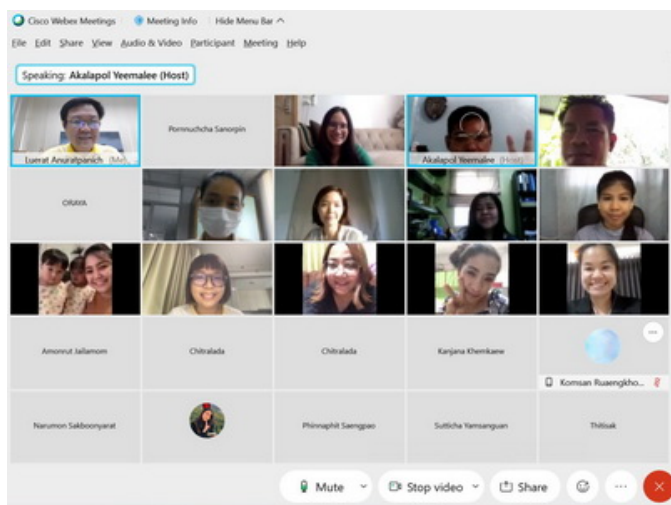 Cisco Webex Meetings Meeting Info Hide Menu Bar
File Edit Share View Audio & Video Participant Meeting Help
Speaking: Akalapol Yeemalee (Host)
Pornnuchcha Sanorpin
Luerat Anuratpanich (Me)
Akalapol Yeemalee (Host)
ORAYA
Amonrut Jailamom
Chitralada
Chitralada
Kanjana Khemkaew
Komsan Ruaengkho...
Narumon Sakboonyarat
Phinnaphit Saengpao
Sutticha Yamsanguan
Thitisak
Mute Stop video Share